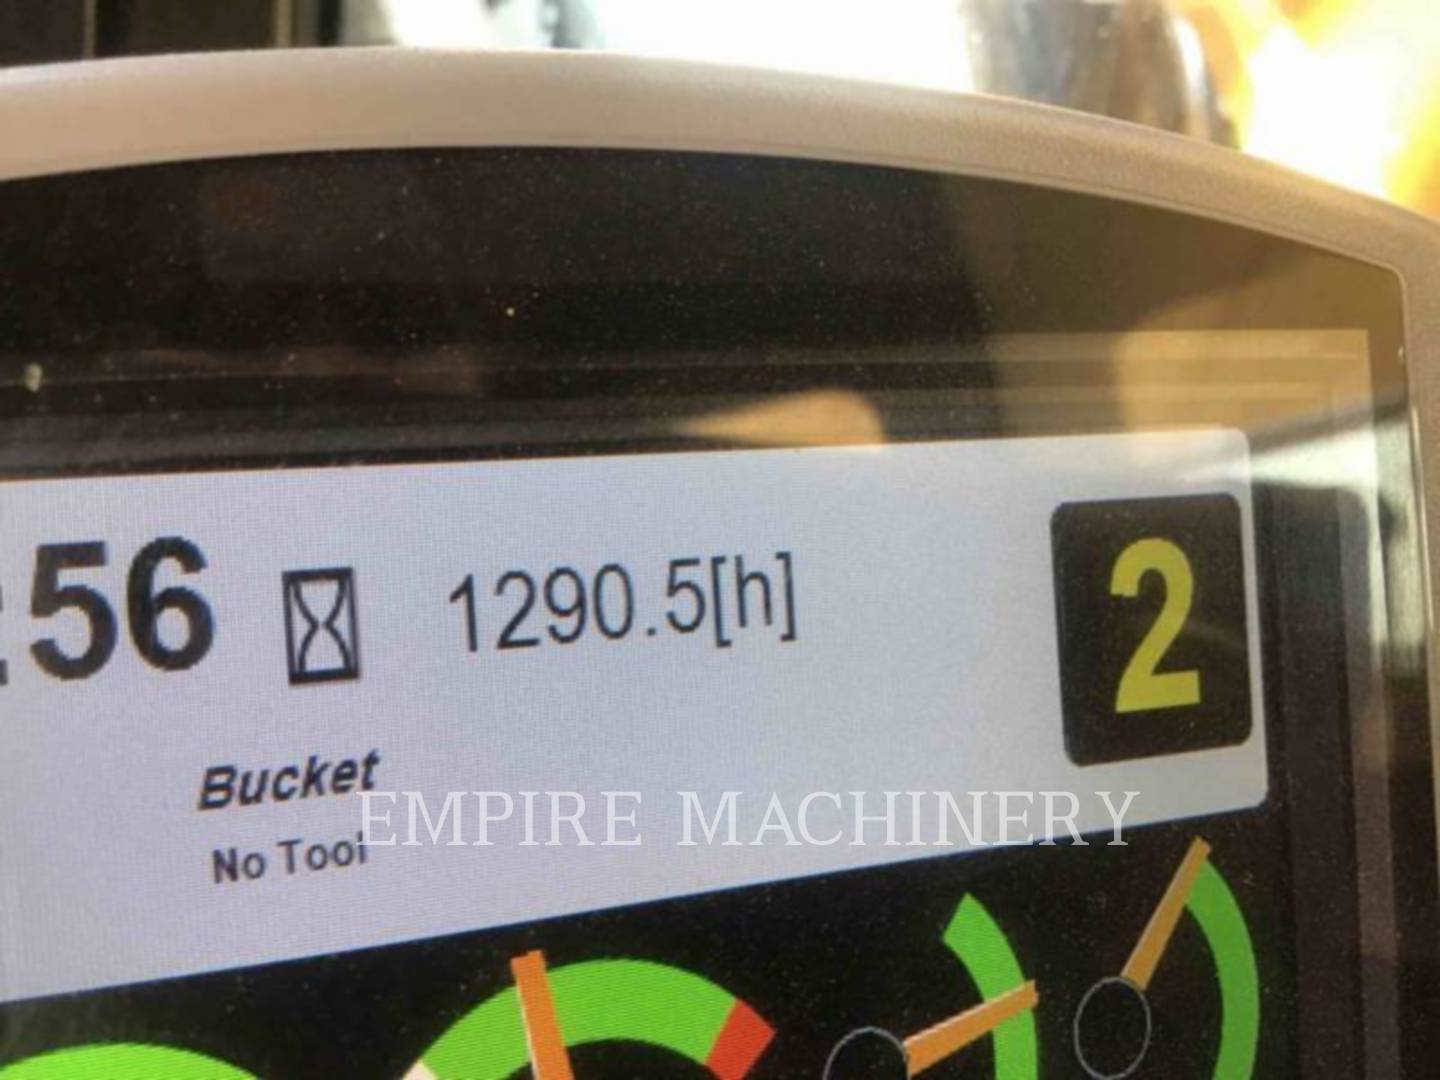 :56 1290.5[h] 2
Bucket
EMPIRE MACHINERY
No Tool